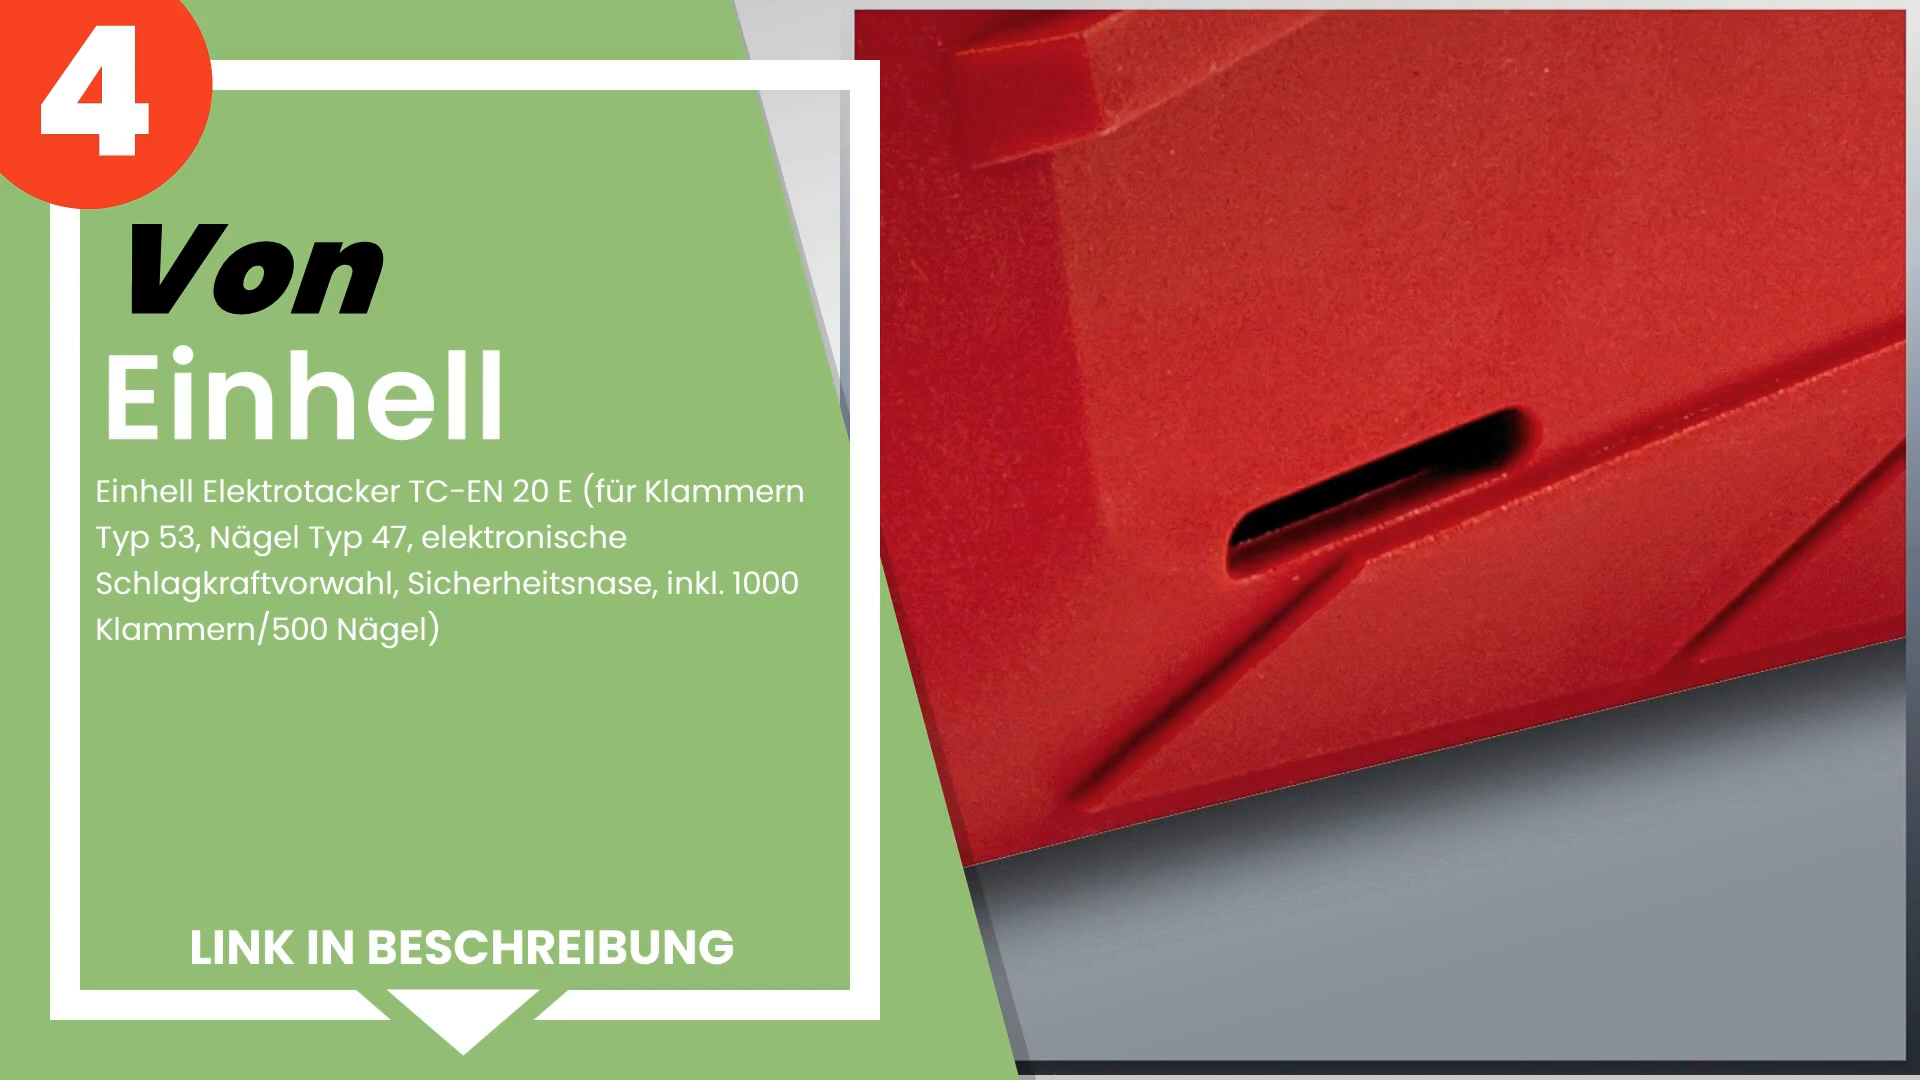 4
Von
Einhell
Einhell Elektrotacker TC-EN 20 E (für Klammern
Typ 53, Nägel Typ 47, elektronische
Schlagkraftvorwahl, Sicherheitsnase, inkl. 1000
Klammern/500 Nägel)
LINK IN BESCHREIBUNG